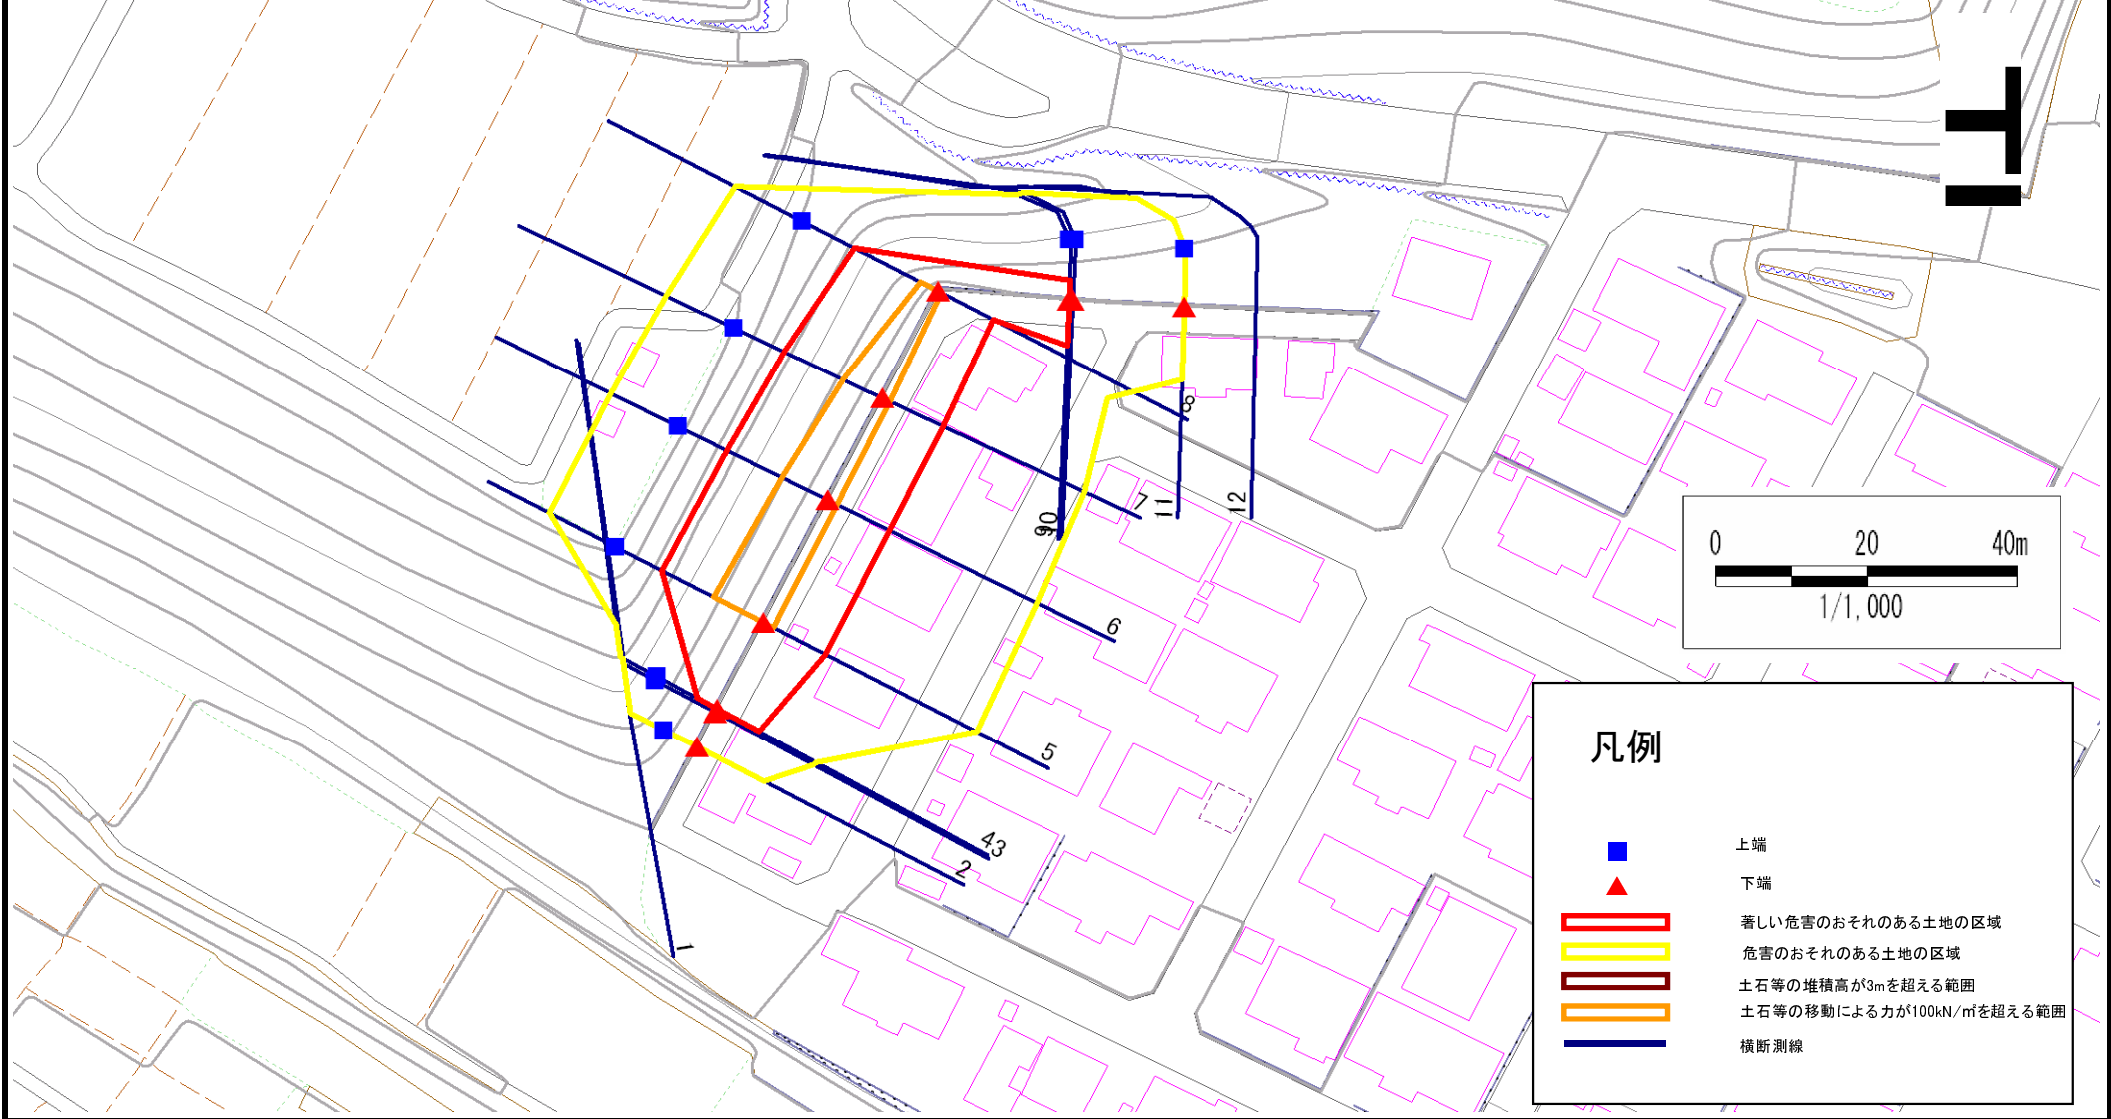 8
7
11
12
90
6
5
43
2
1
0 20 40m
1/1,000
凡例
上端
下端
著しい危害のおそれのある土地の区域
危害のおそれのある土地の区域
土石等の堆積高が3mを超える範囲
土石等の移動による力が100kN/㎡を超える範囲
横断測線